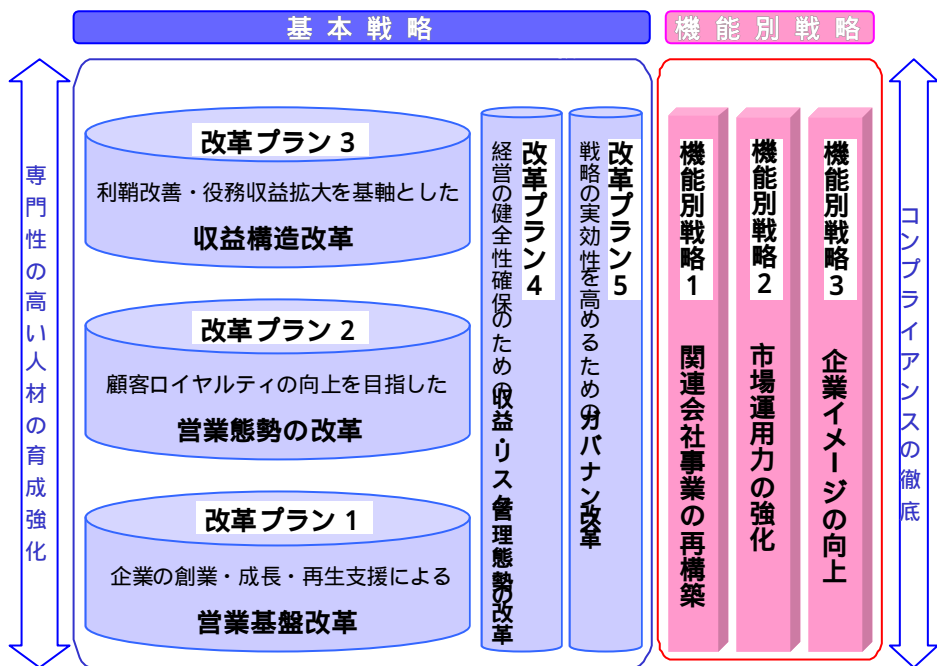 基本戦略
機能別戦略
専門性の高い人材の育成強化
改革プラン3
利鞘改善・役務収益拡大を基軸とした
収益構造改革
改革プラン2
顧客ロイヤルティの向上を目指した
営業態勢の改革
改革プラン1
企業の創業・成長・再生支援による
営業基盤改革
改革プラン4
経営の健全性確保のための収益・リスク管理態勢の改革
改革プラン5
戦略の実効性を高めるためのガバナンス改革
機能別戦略1
関連会社事業の再構築
機能別戦略2
市場運用力の強化
機能別戦略3
企業イメージの向上
コンプライアンスの徹底